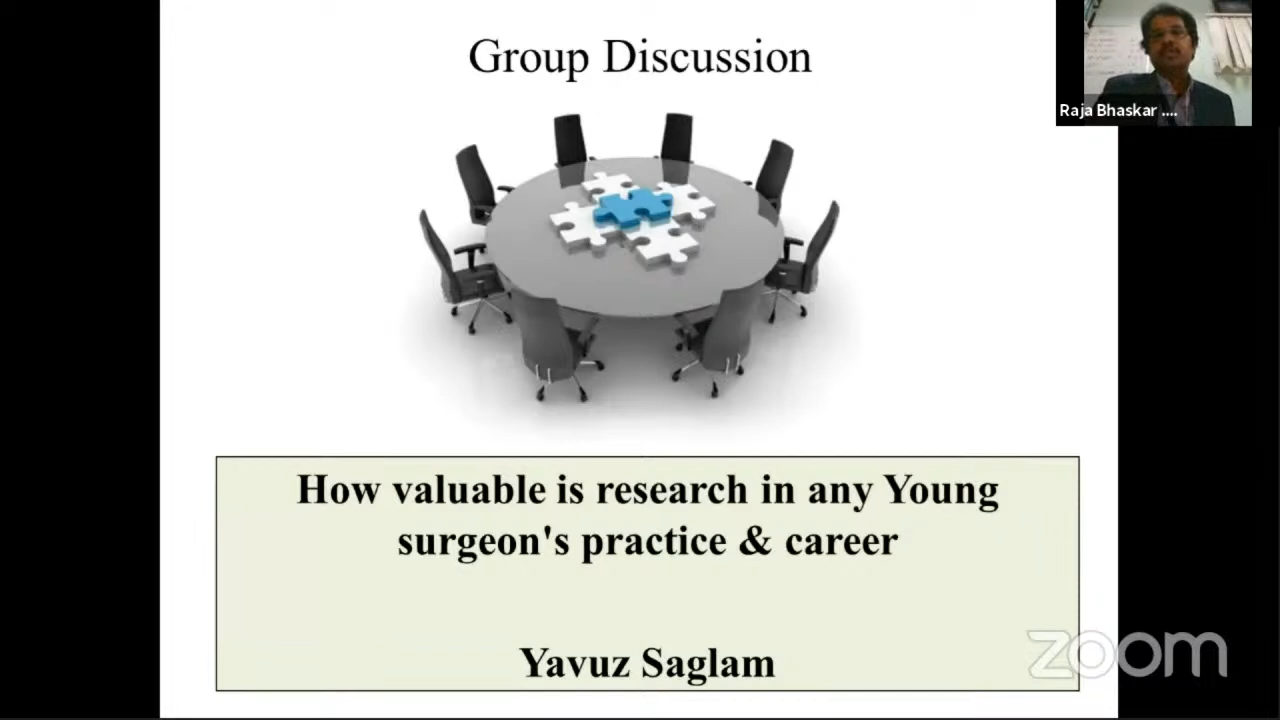 Group Discussion
Raja Bhaskar ....
How valuable is research in any Young
surgeon's practice & career
Yavuz Saglam
zoom